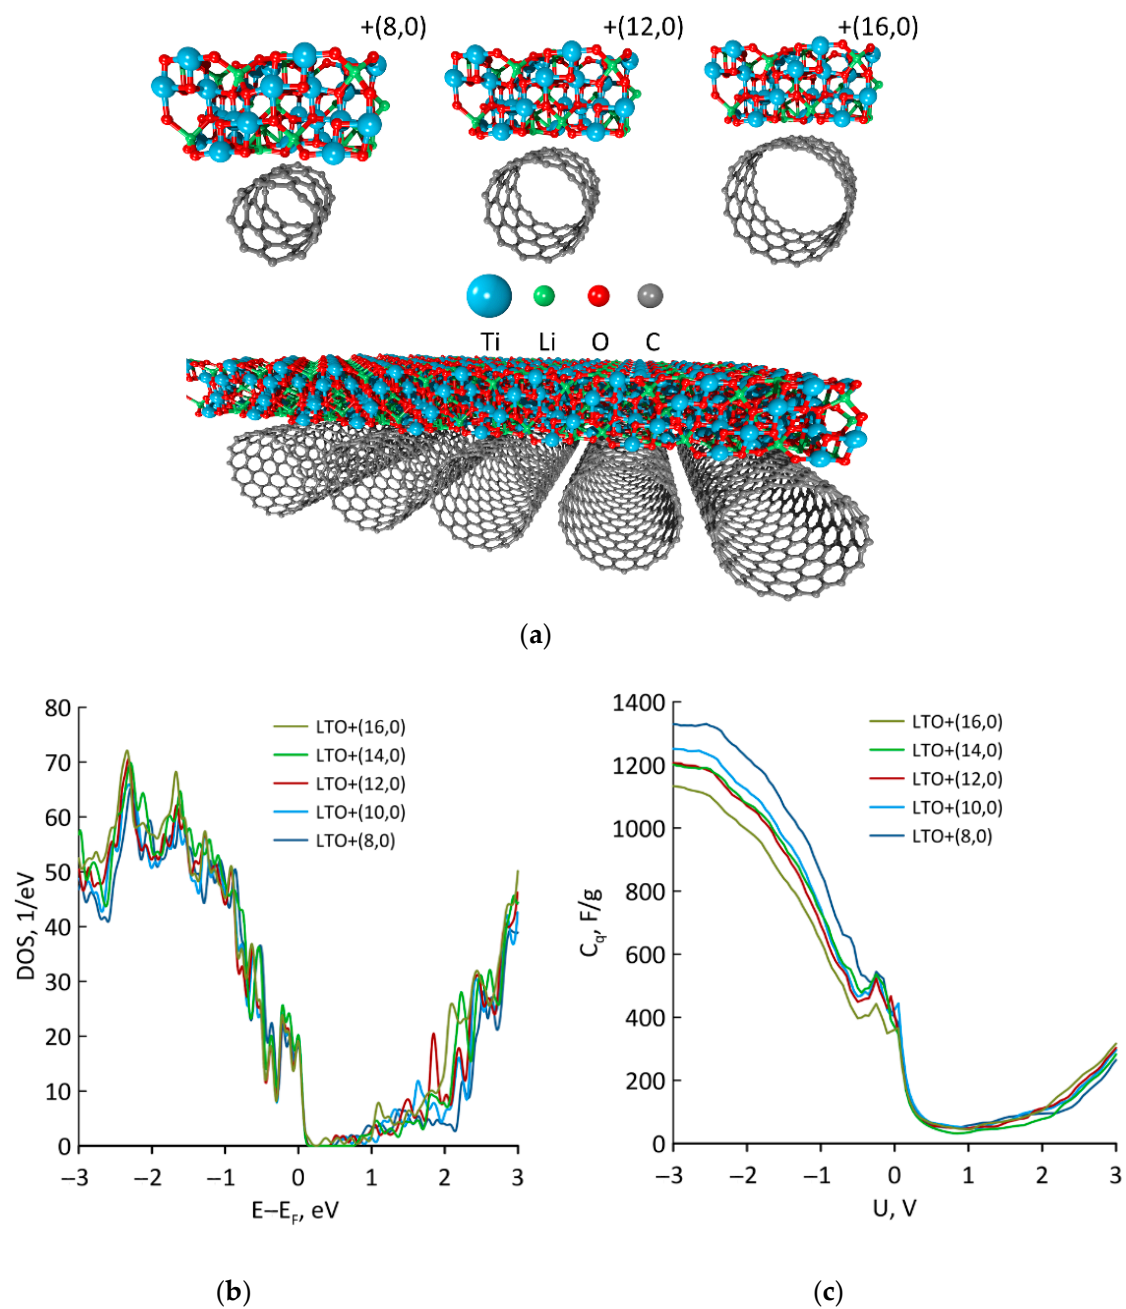 +(8,0) +(12,0) +(16,0)
Ti Li O C
(a)
80
70
60
50
40
30
20
10
0
DOS, 1/eV
LTO+(16,0)
LTO+(14,0)
LTO+(12,0)
LTO+(10,0)
LTO+(8,0)
−3 −2 −1 0 1 2 3
E−E_F, eV
(b)
1400
1200
1000
800
600
400
200
0
C_q, F/g
LTO+(16,0)
LTO+(14,0)
LTO+(12,0)
LTO+(10,0)
LTO+(8,0)
−3 −2 −1 0 1 2 3
U, V
(c)